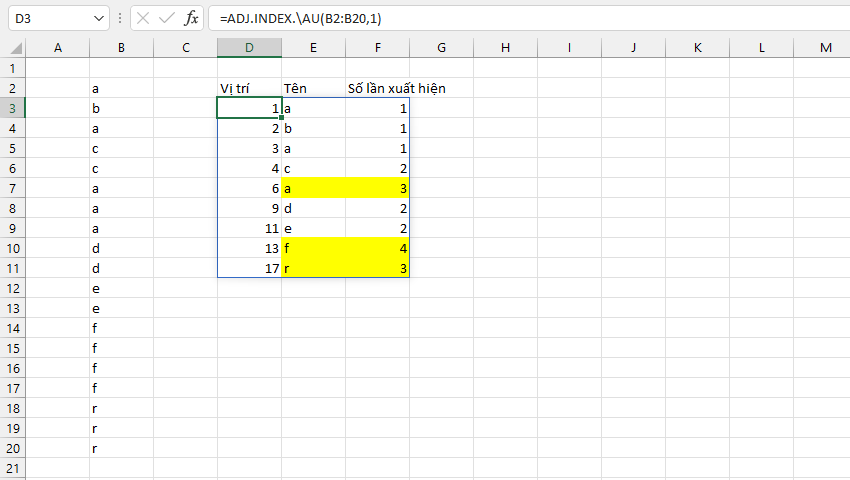 D3 fx =ADJ.INDEX.\AU(B2:B20,1)
A B C D E F G H I J K L M
1
2 a Vị trí Tên Số lần xuất hiện
3 b 1 a 1
4 a 2 b 1
5 c 3 a 1
6 c 4 c 2
7 a 6 a 3
8 a 9 d 2
9 a 11 e 2
10 d 13 f 4
11 d 17 r 3
12 e
13 e
14 f
15 f
16 f
17 f
18 r
19 r
20 r
21